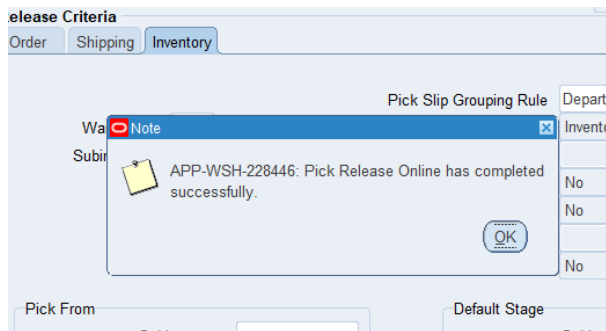 elease Criteria
Order Shipping Inventory
Pick Slip Grouping Rule Depart
Wa Note Invento
Subin
APP-WSH-228446: Pick Release Online has completed
successfully.
No
No
OK
No
Pick From Default Stage